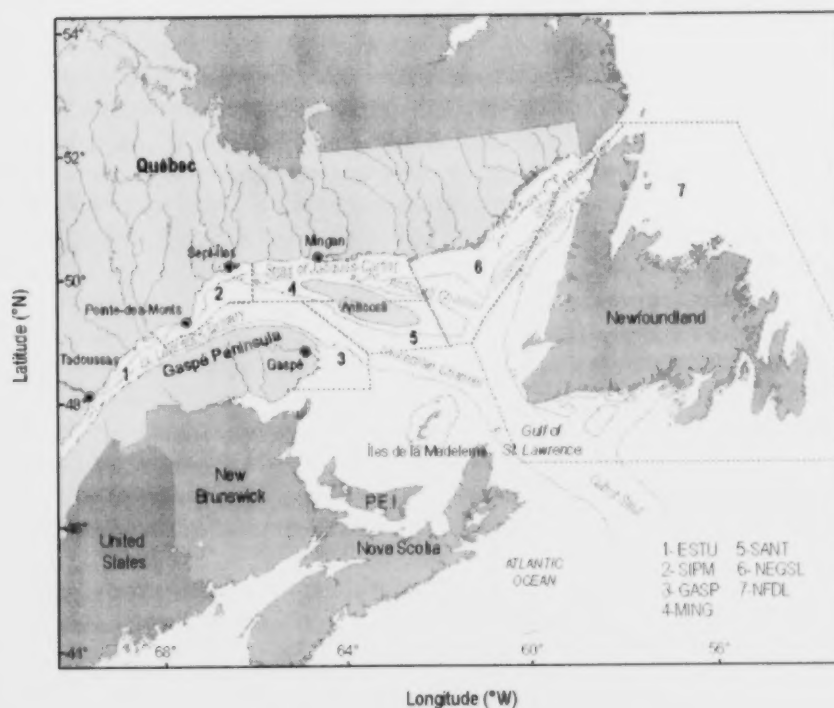 54°
52°
50°
48°
46°
44°
Latitude (°N)
Québec
7
Sept-Îles
Mingan
6
2
4
Pointe-des-Monts
Anticosti
Newfoundland
5
Tadoussac
Gaspé Peninsula
3
1
Gaspé
Gulf of
Îles de la Madeleine
St. Lawrence
New
Brunswick
P.E.I.
United
States
Nova Scotia
ATLANTIC
OCEAN
1- ESTU 5-SANT
2- SIPM 6- NEGSL
3- GASP 7-NFDL
4-MING
68° 64° 60° 56°
Longitude (°W)